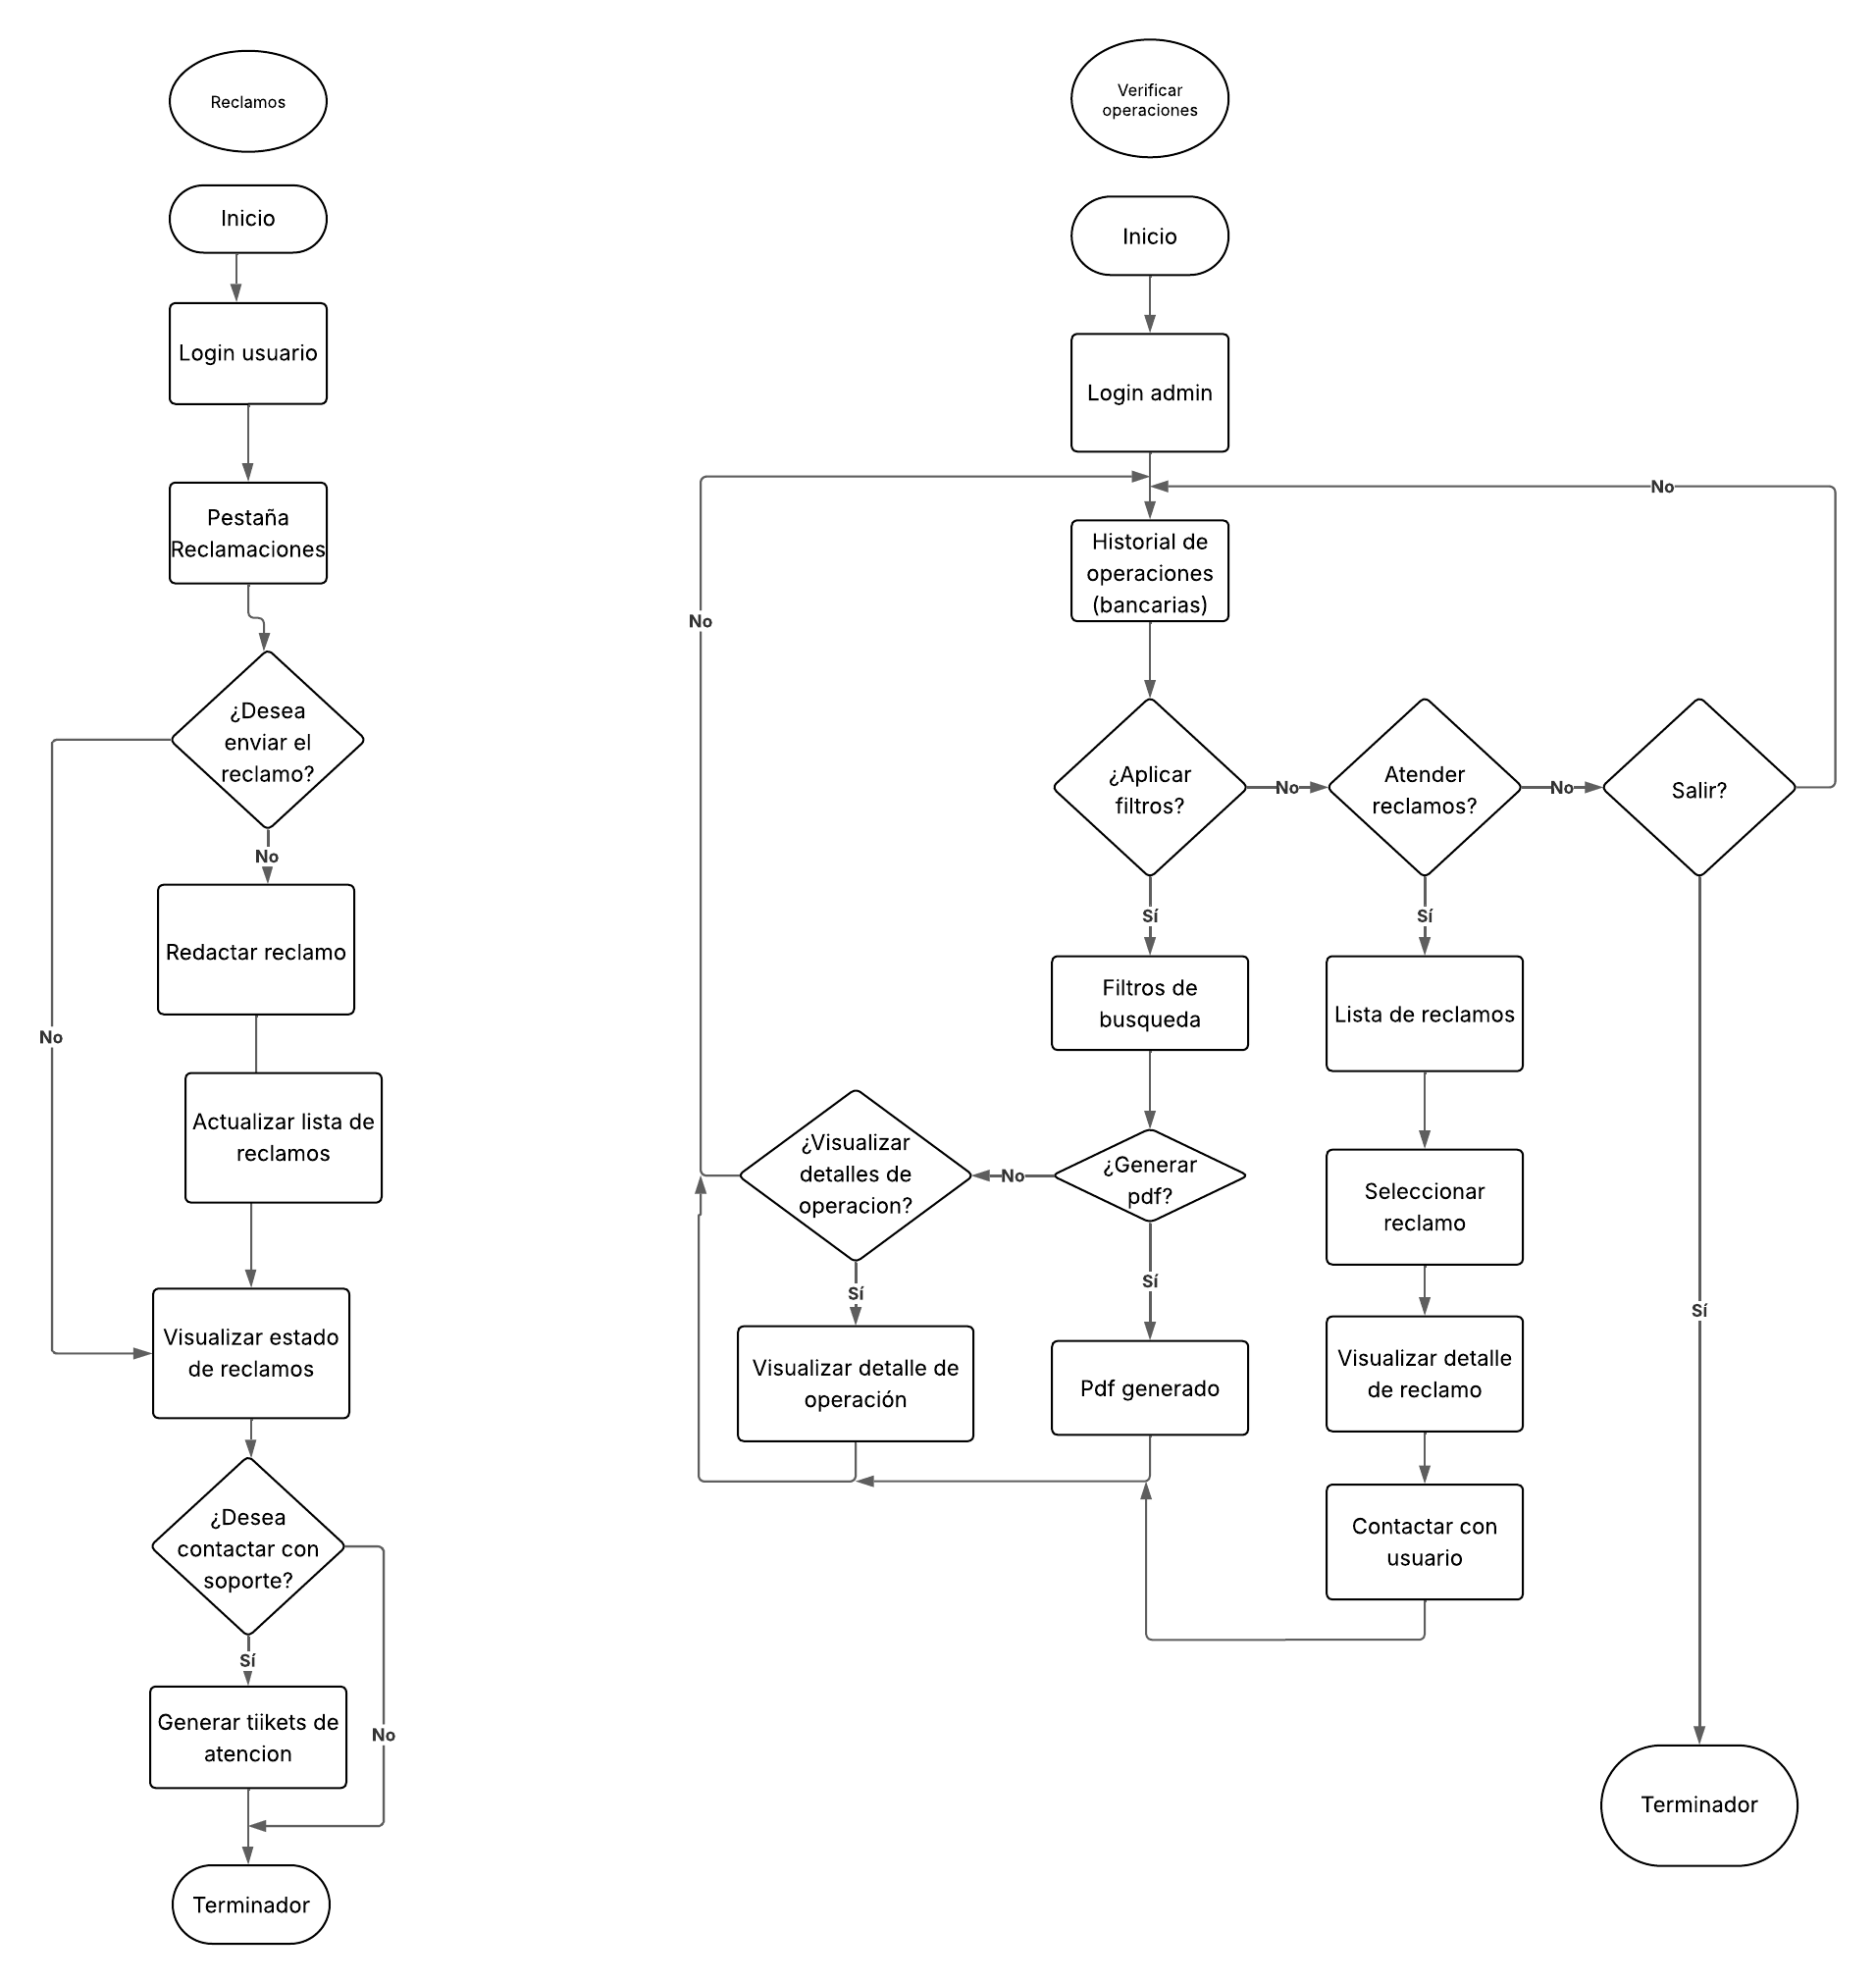 Reclamos
Inicio
Login usuario
Pestaña
Reclamaciones
¿Desea
enviar el
reclamo?
No
No
Redactar reclamo
Actualizar lista de
reclamos
Visualizar estado
de reclamos
¿Desea
contactar con
soporte?
Sí
No
Generar tiikets de
atencion
Terminador
Verificar
operaciones
Inicio
Login admin
No
No
Historial de
operaciones
(bancarias)
¿Aplicar
filtros?
No
Atender
reclamos?
No
Salir?
Sí
Sí
Filtros de
busqueda
Lista de reclamos
¿Visualizar
detalles de
operacion?
No
¿Generar
pdf?
Seleccionar
reclamo
Sí
Sí
Sí
Visualizar detalle de
operación
Pdf generado
Visualizar detalle
de reclamo
Contactar con
usuario
Terminador